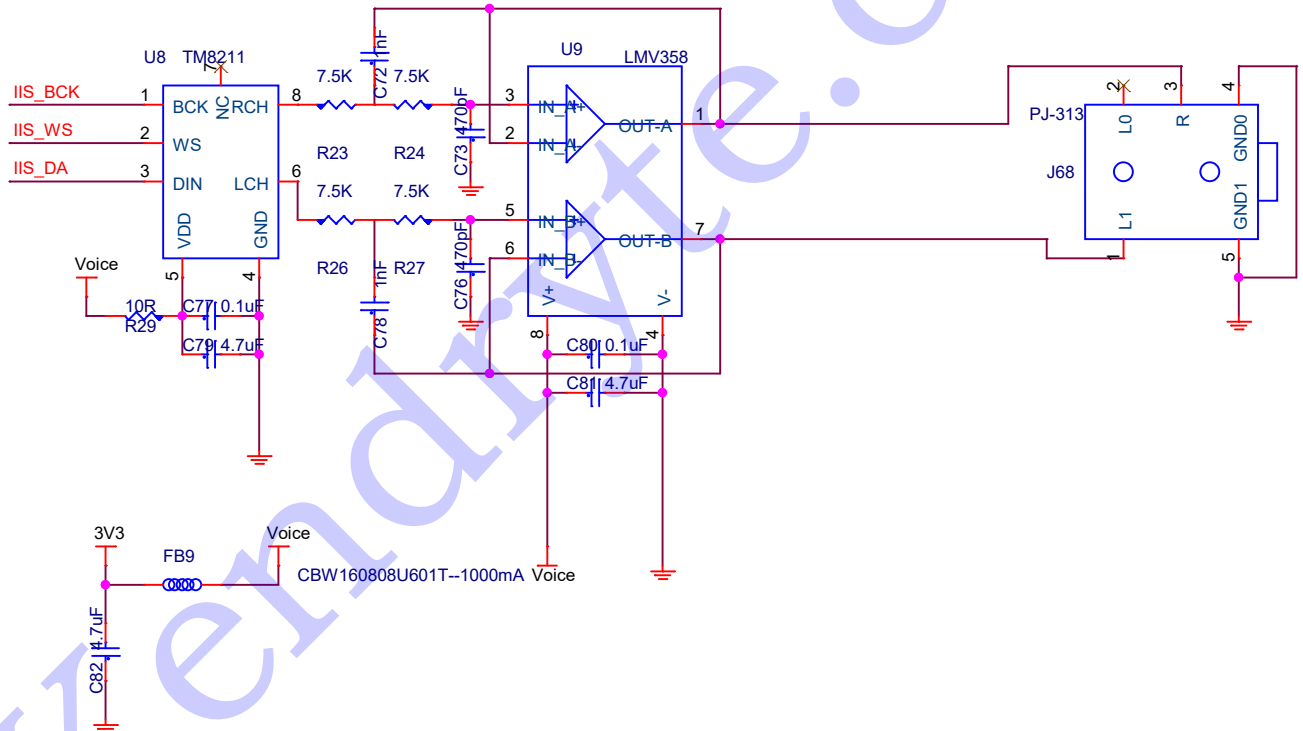 U8 TM8211
IIS_BCK
IIS_WS
IIS_DA
1
2
3
BCK
WS
DIN
NC
7
RCH
LCH
VDD
GND
8
6
5
4
Voice
10R
R29
C77 0.1uF
C79 4.7uF
7.5K
7.5K
R23
R24
7.5K
7.5K
R26
R27
C72 1nF
C73 470pF
C76 470pF
C78 1nF
U9
LMV358
3
2
5
6
IN_A+
IN_A-
IN_B+
IN_B-
OUT-A
OUT-B
1
7
V+
V-
8
4
C80 0.1uF
C81 4.7uF
Voice
PJ-313
J68
2
3
4
L0
R
GND0
L1
GND1
1
5
3V3
FB9
Voice
CBW160808U601T--1000mA
C82 4.7uF
kendryte.c